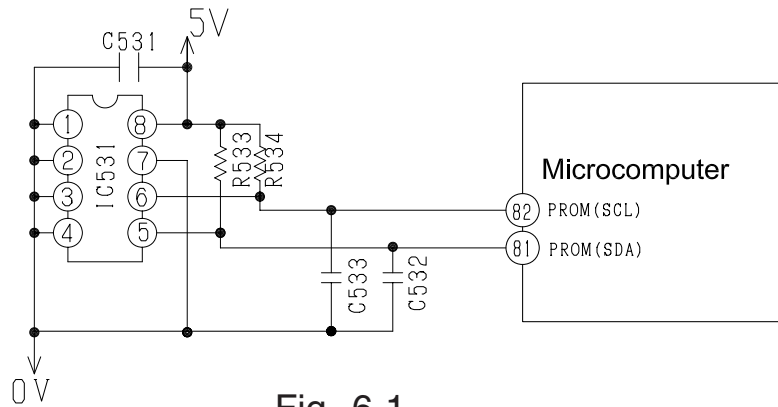 C531
5V
1
8
2
7
3
6
4
5
IC531
R533
R534
Microcomputer
82 PROM(SCL)
81 PROM(SDA)
C533
C532
0V
Fig. 6-1